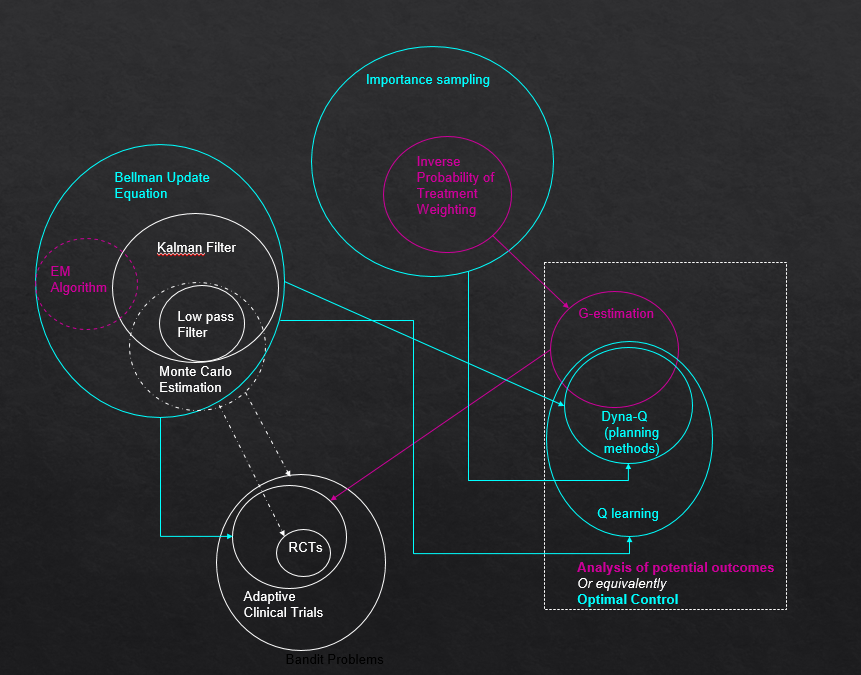 Importance sampling
Inverse
Probability of
Treatment
Weighting
Bellman Update
Equation
Kalman Filter
EM
Algorithm
Low pass
Filter
Monte Carlo
Estimation
G-estimation
Dyna-Q
(planning
methods)
Q learning
RCTs
Adaptive
Clinical Trials
Bandit Problems
Analysis of potential outcomes
Or equivalently
Optimal Control